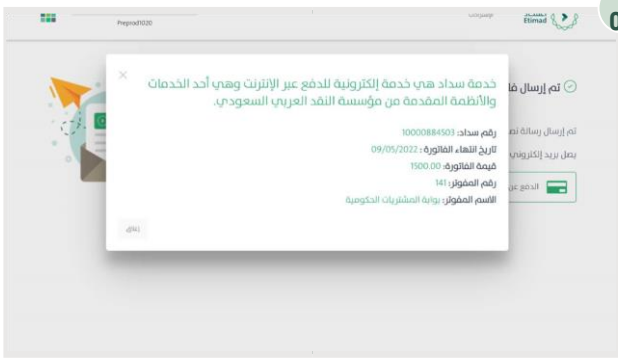 Preprod1020
Etimad
0
تم إرسال
خدمة سداد هي خدمة إلكترونية للدفع عبر الإنترنت وهي أحد الخدمات
والأنظمة المقدمة من مؤسسة النقد العربي السعودي.
رقم سداد: 10000884503
تاريخ انتهاء الفاتورة : 09/05/2022
قيمة الفاتورة: 1500.00
رقم المفوتر: 141
الاسم المفوتر: بوابة المشتريات الحكومية
إغلاق
تم إرسال رسالة
يصل بريد إلكتروني
الدفع عن